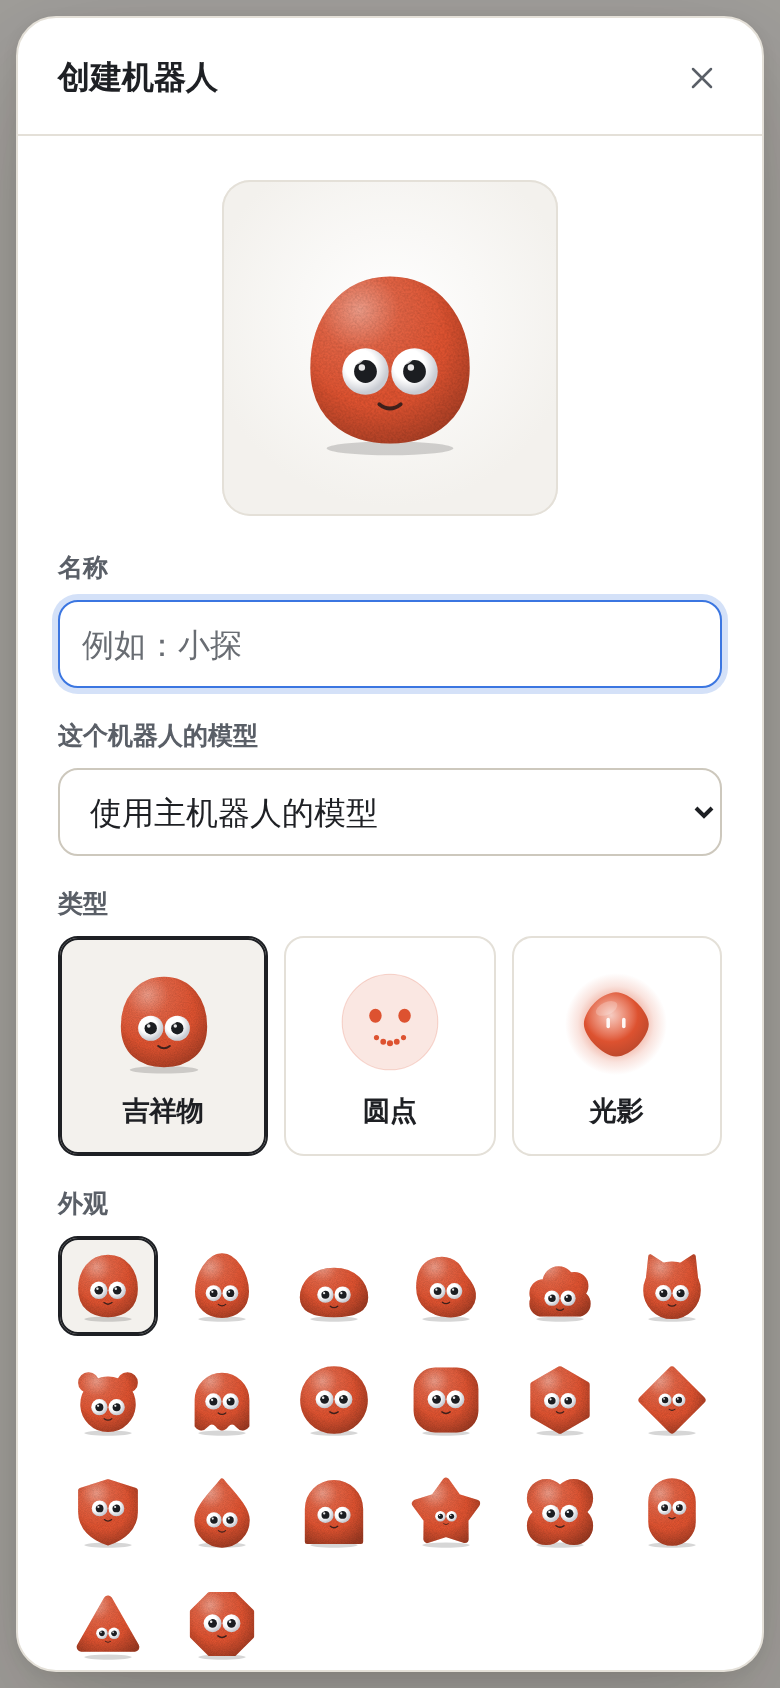 创建机器人
名称
例如：小探
这个机器人的模型
使用主机器人的模型
类型
吉祥物
圆点
光影
外观